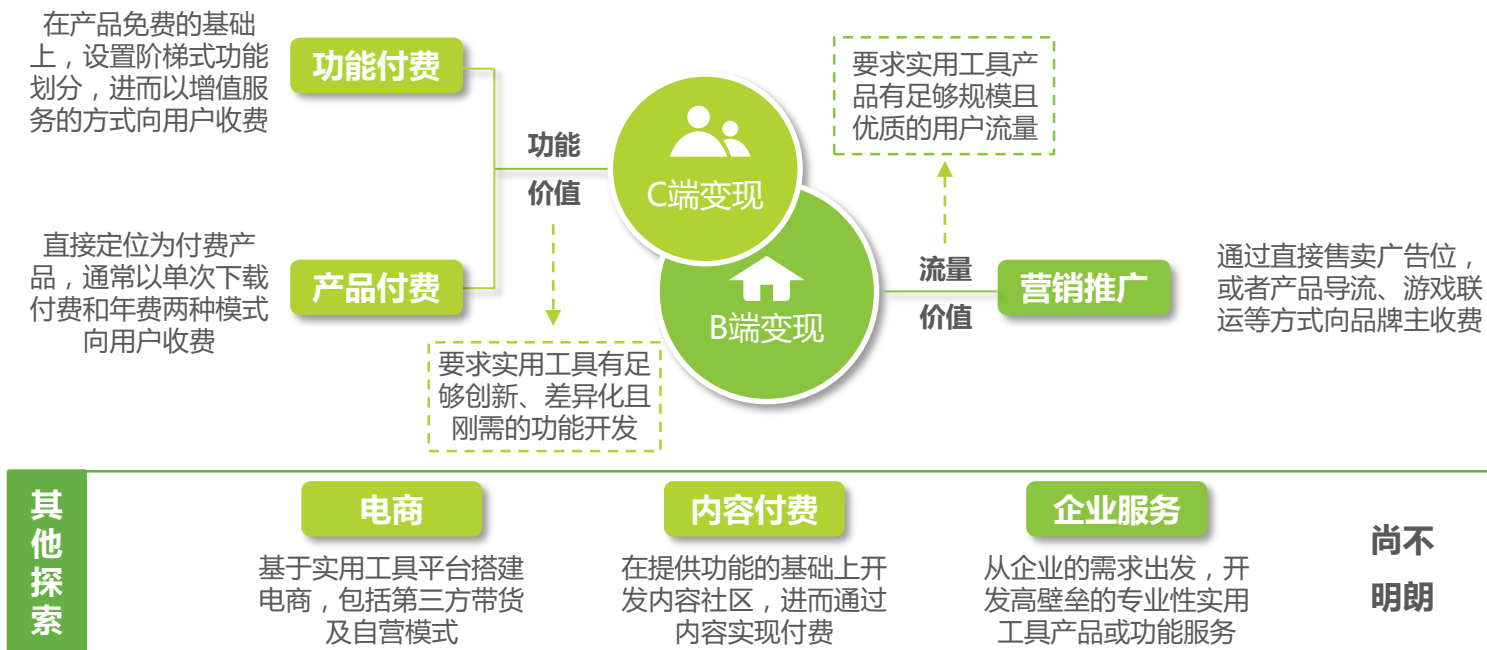 在产品免费的基础
上，设置阶梯式功能
划分，进而以增值服
务的方式向用户收费
功能付费
直接定位为付费产
品，通常以单次下载
付费和年费两种模式
向用户收费
产品付费
功能
价值
要求实用工具有足
够创新、差异化且
刚需的功能开发
C端变现
B端变现
要求实用工具产
品有足够规模且
优质的用户流量
流量
价值
营销推广
通过直接售卖广告位，
或者产品导流、游戏联
运等方式向品牌主收费
其
他
探
索
电商
基于实用工具平台搭建
电商，包括第三方带货
及自营模式
内容付费
在提供功能的基础上开
发内容社区，进而通过
内容实现付费
企业服务
从企业的需求出发，开
发高壁垒的专业性实用
工具产品或功能服务
尚不
明朗